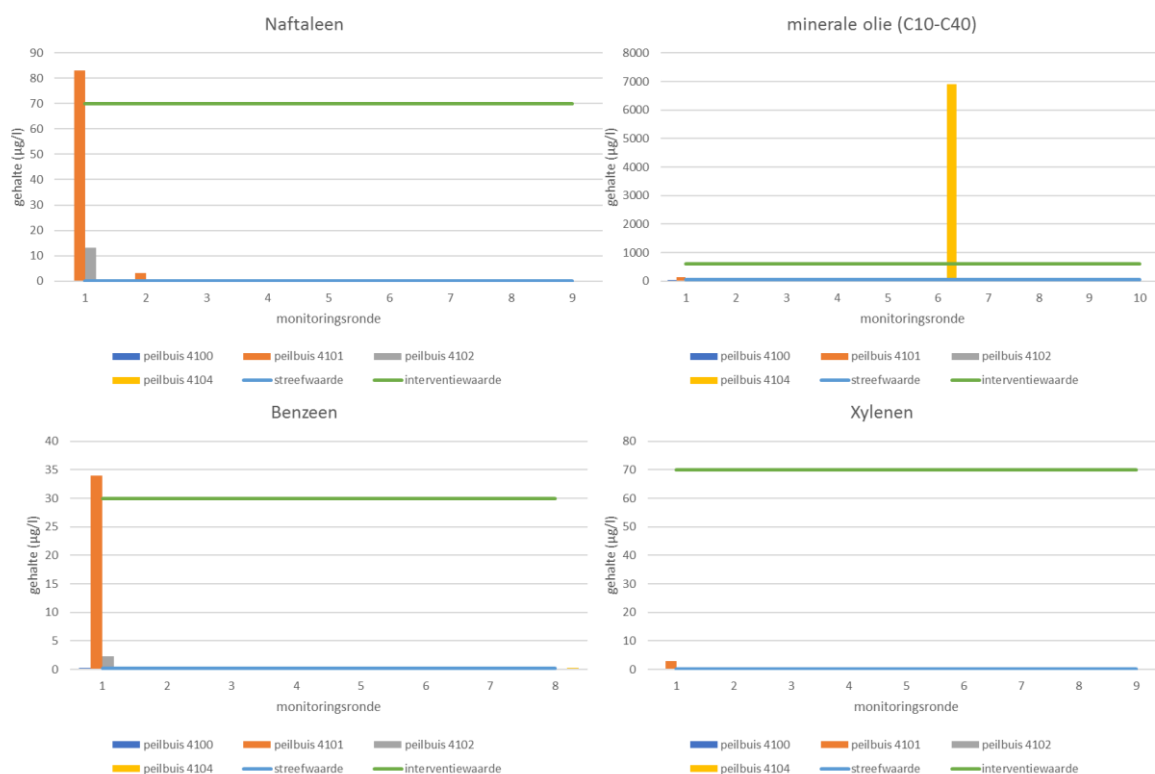 Naftaleen
90
80
70
60
50
40
30
20
10
0
gehalte (µg/l)
1 2 3 4 5 6 7 8 9
monitoringsronde
peilbuis 4100 peilbuis 4101 peilbuis 4102
peilbuis 4104 streefwaarde interventiewaarde
minerale olie (C10-C40)
8000
7000
6000
5000
4000
3000
2000
1000
0
gehalte (µg/l)
1 2 3 4 5 6 7 8 9 10
monitoringsronde
peilbuis 4100 peilbuis 4101 peilbuis 4102
peilbuis 4104 streefwaarde interventiewaarde
Benzeen
40
35
30
25
20
15
10
5
0
gehalte (µg/l)
1 2 3 4 5 6 7 8
monitoringsronde
peilbuis 4100 peilbuis 4101 peilbuis 4102
peilbuis 4104 streefwaarde interventiewaarde
Xylenen
80
70
60
50
40
30
20
10
0
gehalte (µg/l)
1 2 3 4 5 6 7 8 9
monitoringsronde
peilbuis 4100 peilbuis 4101 peilbuis 4102
peilbuis 4104 streefwaarde interventiewaarde